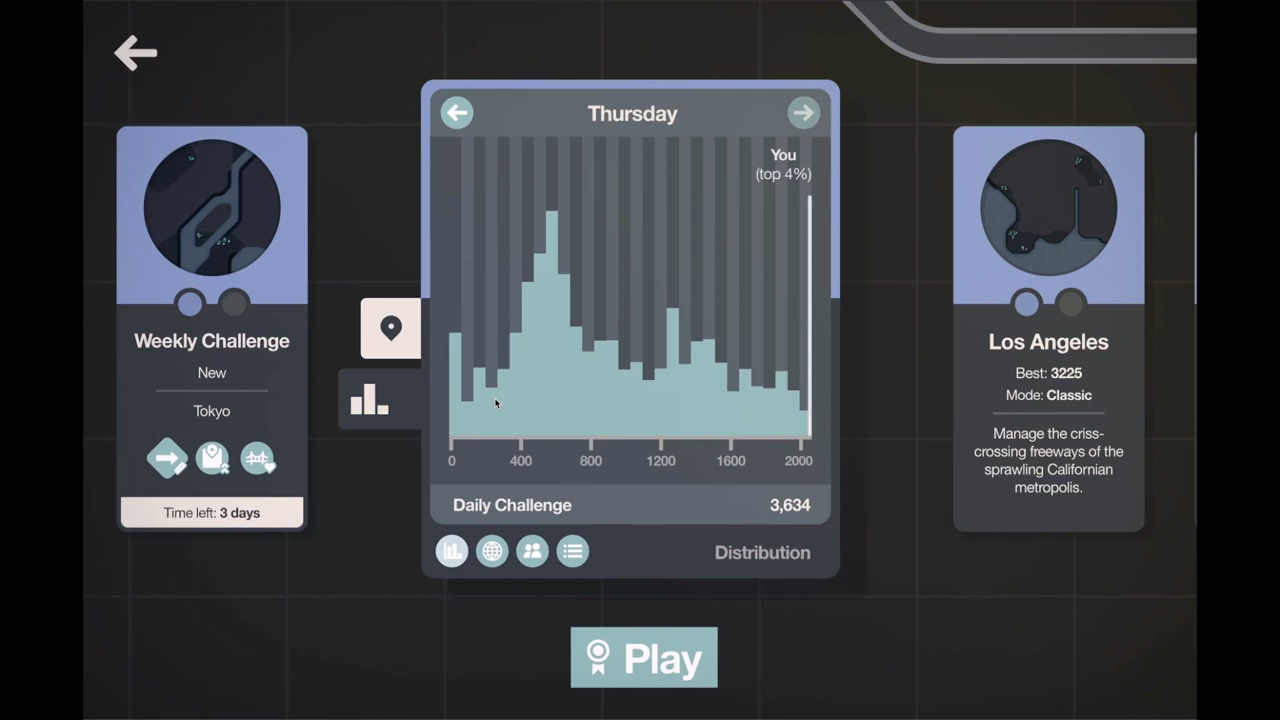 Thursday
You
(top 4%)
0 400 800 1200 1600 2000
Daily Challenge 3,634
Distribution
Play
Weekly Challenge
New
Tokyo
Time left: 3 days
Los Angeles
Best: 3225
Mode: Classic
Manage the criss-
crossing freeways of the
sprawling Californian
metropolis.